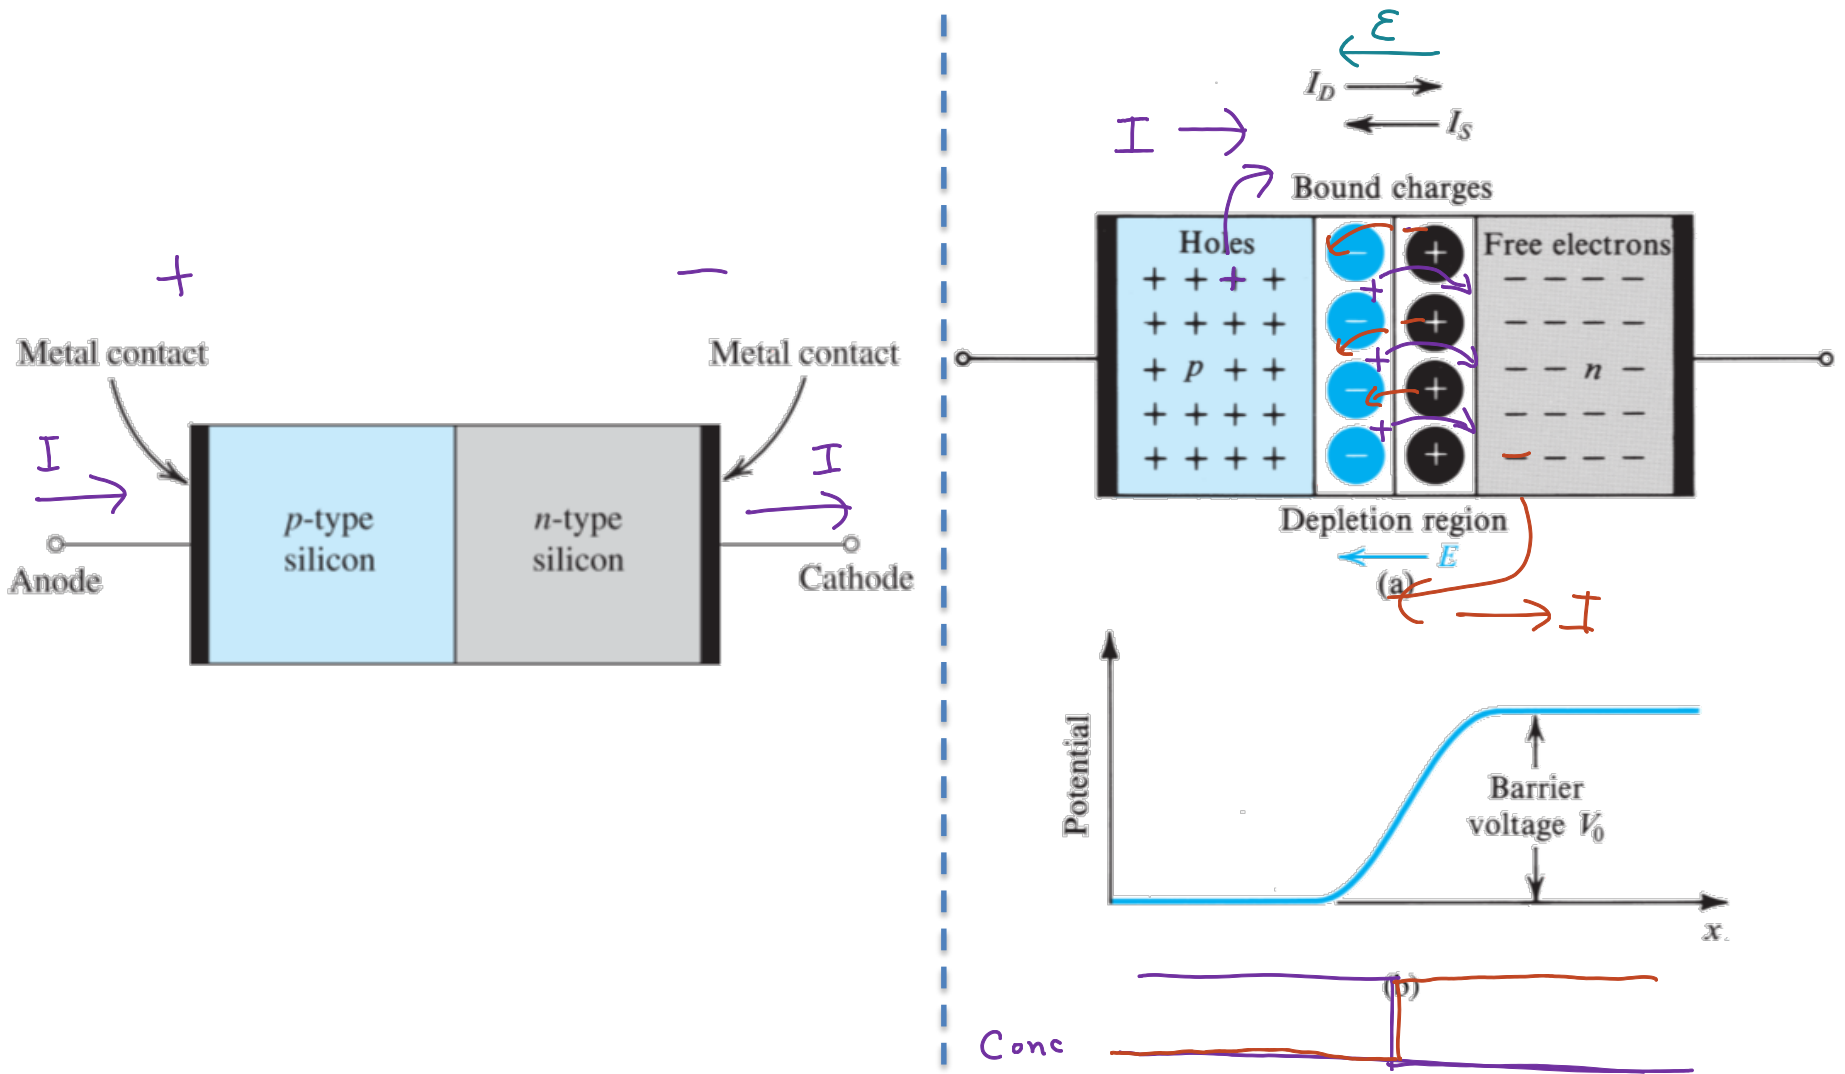 + −
Metal contact Metal contact
I I
p-type silicon
n-type silicon
Anode Cathode
ℰ
I_D
I_S
I
Bound charges
Holes Free electrons
+ + + + − + − − − −
+ + + + − + − − − −
+ p + + − + − − n −
+ + + + − − − −
+ + + + − + − − − −
+
+
+
Depletion region
E
(a)
I
Potential
Barrier
voltage V₀
x
(b)
Conc